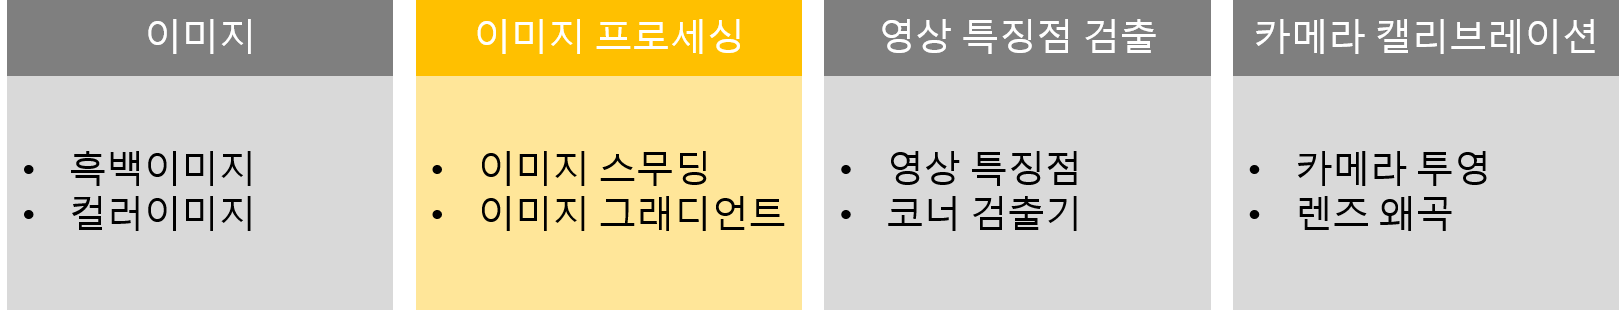 이미지
• 흑백이미지
• 컬러이미지
이미지 프로세싱
• 이미지 스무딩
• 이미지 그래디언트
영상 특징점 검출
• 영상 특징점
• 코너 검출기
카메라 캘리브레이션
• 카메라 투영
• 렌즈 왜곡